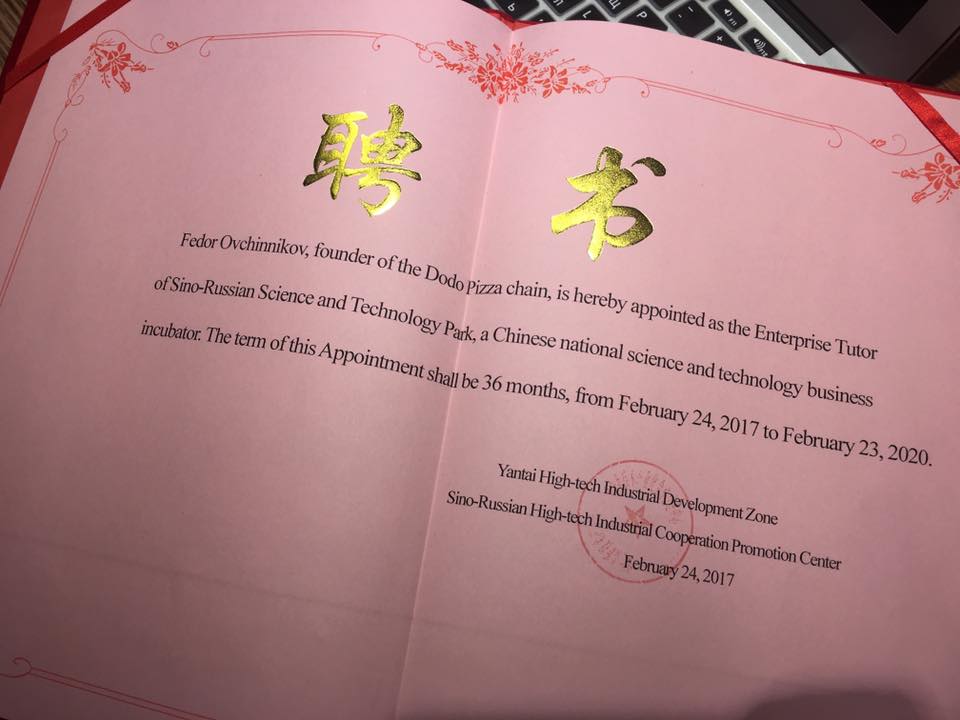 聘书
Fedor Ovchinnikov, founder of the Dodo Pizza chain, is hereby appointed as the Enterprise Tutor
of Sino-Russian Science and Technology Park, a Chinese national science and technology business
incubator. The term of this Appointment shall be 36 months, from February 24, 2017 to February 23, 2020.
Yantai High-tech Industrial Development Zone
Sino-Russian High-tech Industrial Cooperation Promotion Center
February 24, 2017